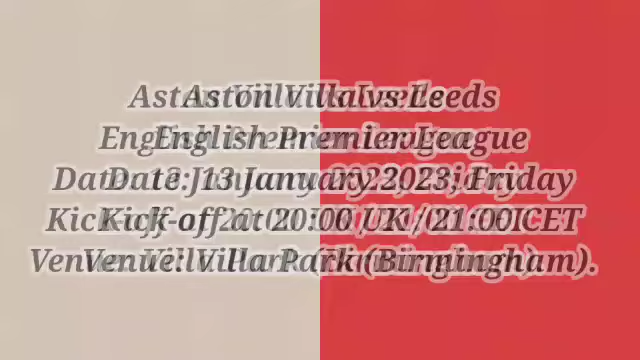 Aston Villa vs Leeds
English Premier League
Date: 13 January 2023, Friday
Kick-off at 20:00 UK / 21:00 CET
Venue: Villa Park (Birmingham).